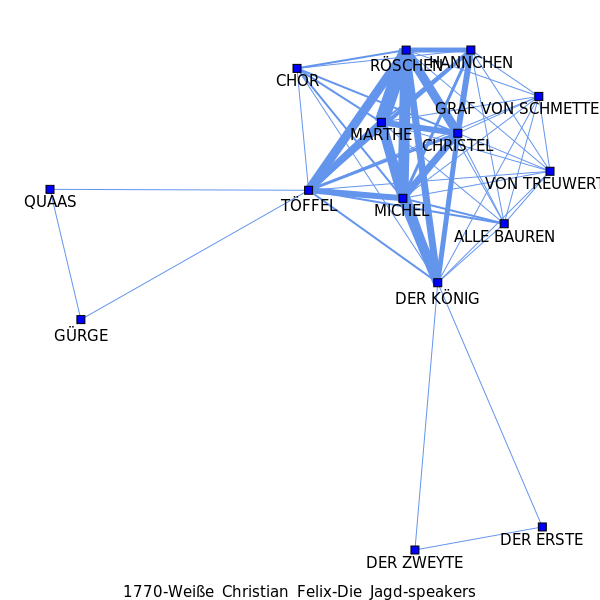 RÖSCHEN
HANNCHEN
CHOR
GRAF VON SCHMETTE
MARTHE
CHRISTEL
VON TREUWERT
QUAAS
TÖFFEL
MICHEL
ALLE BAUREN
DER KÖNIG
GÜRGE
DER ERSTE
DER ZWEYTE
1770-Weiße Christian Felix-Die Jagd-speakers